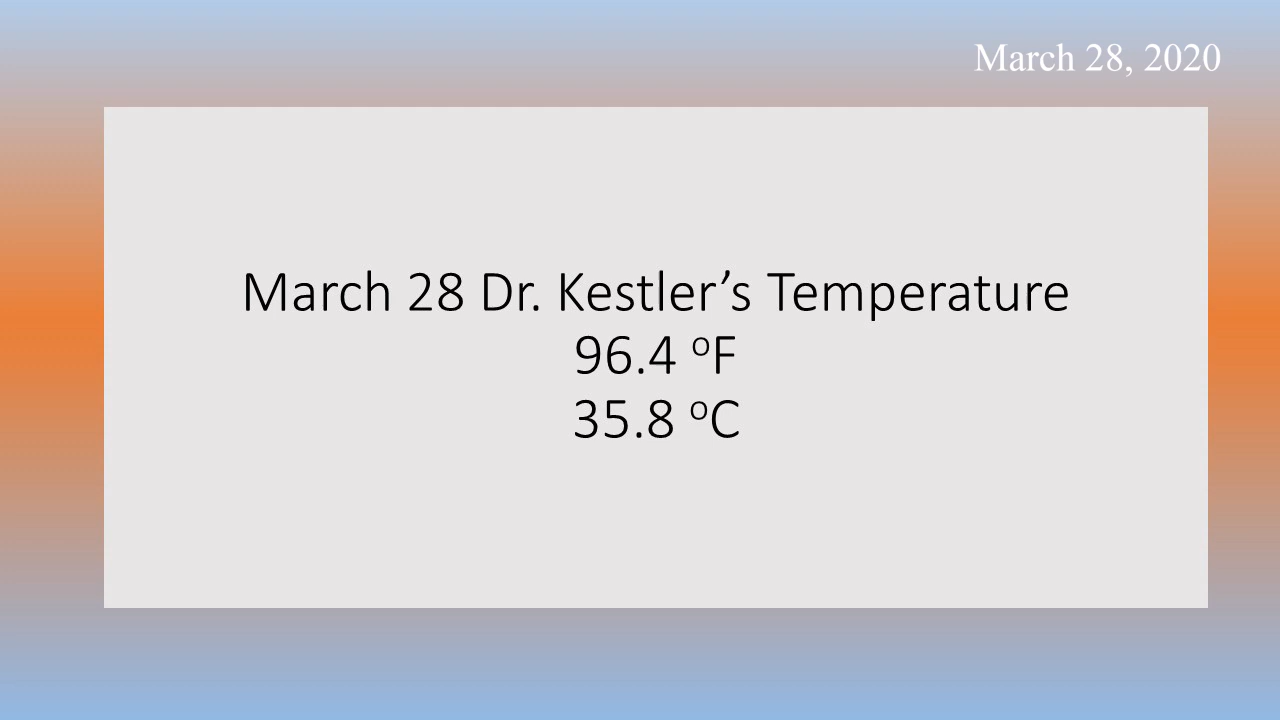 March 28, 2020
March 28 Dr. Kestler’s Temperature
96.4 ºF
35.8 ºC